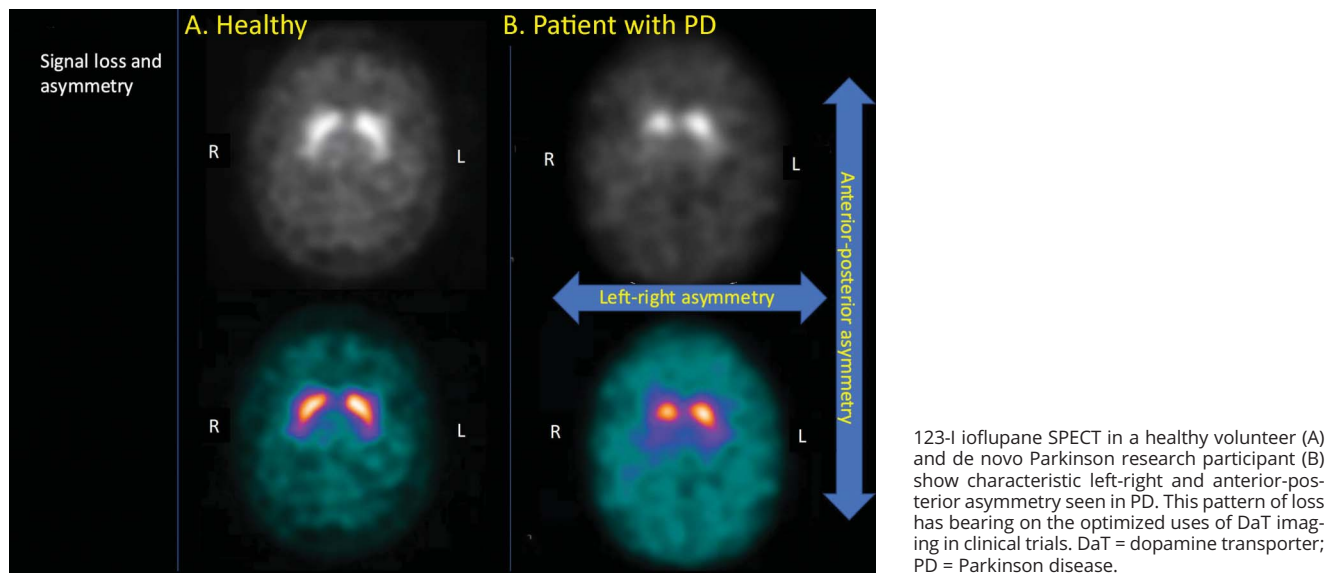 A. Healthy
B. Patient with PD
Signal loss and
asymmetry
R
L
R
L
Anterior-posterior asymmetry
Left-right asymmetry
R
L
R
L
123-I ioflupane SPECT in a healthy volunteer (A)
and de novo Parkinson research participant (B)
show characteristic left-right and anterior-pos-
terior asymmetry seen in PD. This pattern of loss
has bearing on the optimized uses of DaT imag-
ing in clinical trials. DaT = dopamine transporter;
PD = Parkinson disease.